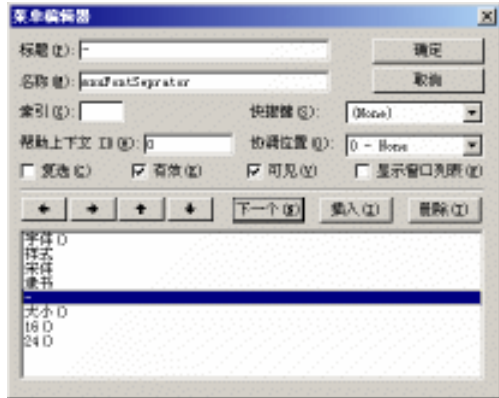 菜单编辑器
标题(P): -
确定
名称(M): mnuFontSeprator
取消
索引(X):
快捷键(S): (None)
帮助上下文 ID(H): 0
协调位置(O): 0 - None
复选(C) 有效(E) 可见(V) 显示窗口列表(W)
下一个(N) 插入(I) 删除(T)
字体()
样式
宋体
隶书
-
大小()
16()
24()